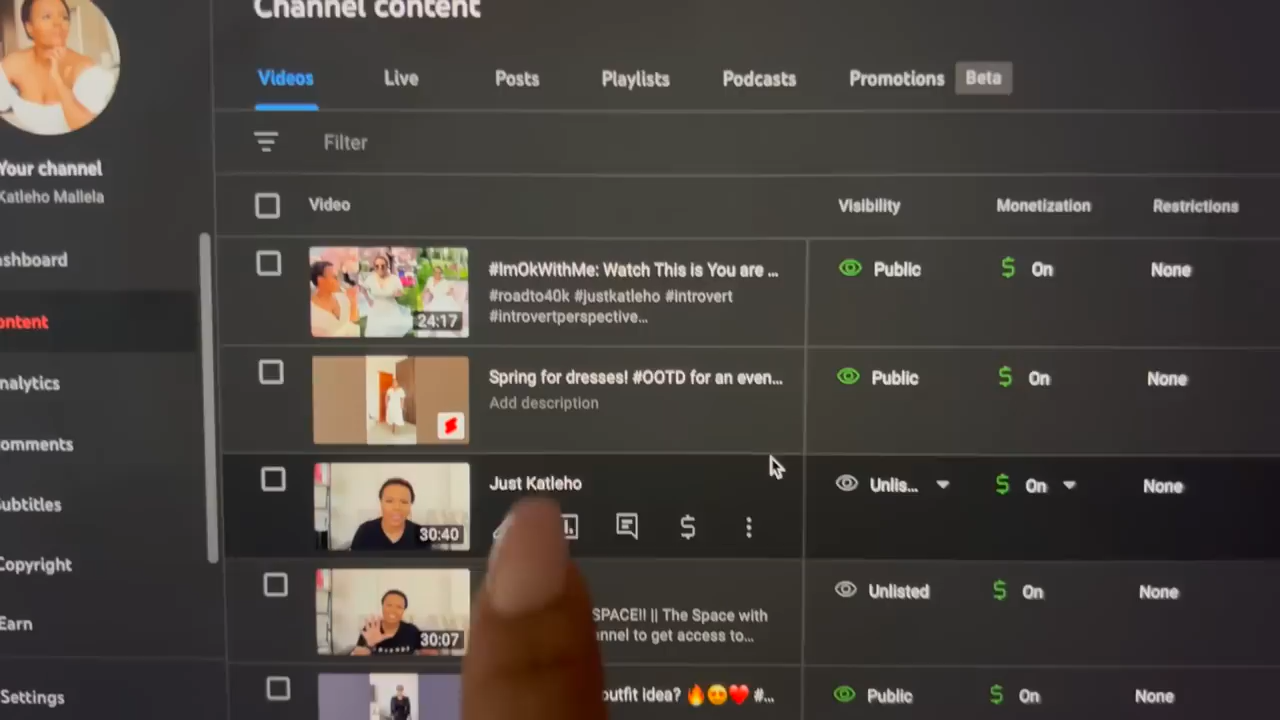 Channel content
Videos Live Posts Playlists Podcasts Promotions Beta
Filter
Your channel
Katleho Mallela
ashboard
ontent
nalytics
omments
ubtitles
Copyright
Earn
Settings
Video Visibility Monetization Restrictions
24:17
#ImOkWithMe: Watch This is You are ...
#roadto40k #justkatleho #introvert
#introvertperspective...
Public $ On None
Spring for dresses! #OOTD for an even...
Add description
Public $ On None
30:40
Just Katleho
$
Unlis... $ On None
30:07
SPACE!! || The Space with
nnel to get access to...
Unlisted $ On None
outfit idea? 🔥😍❤️ #...
Public $ On None